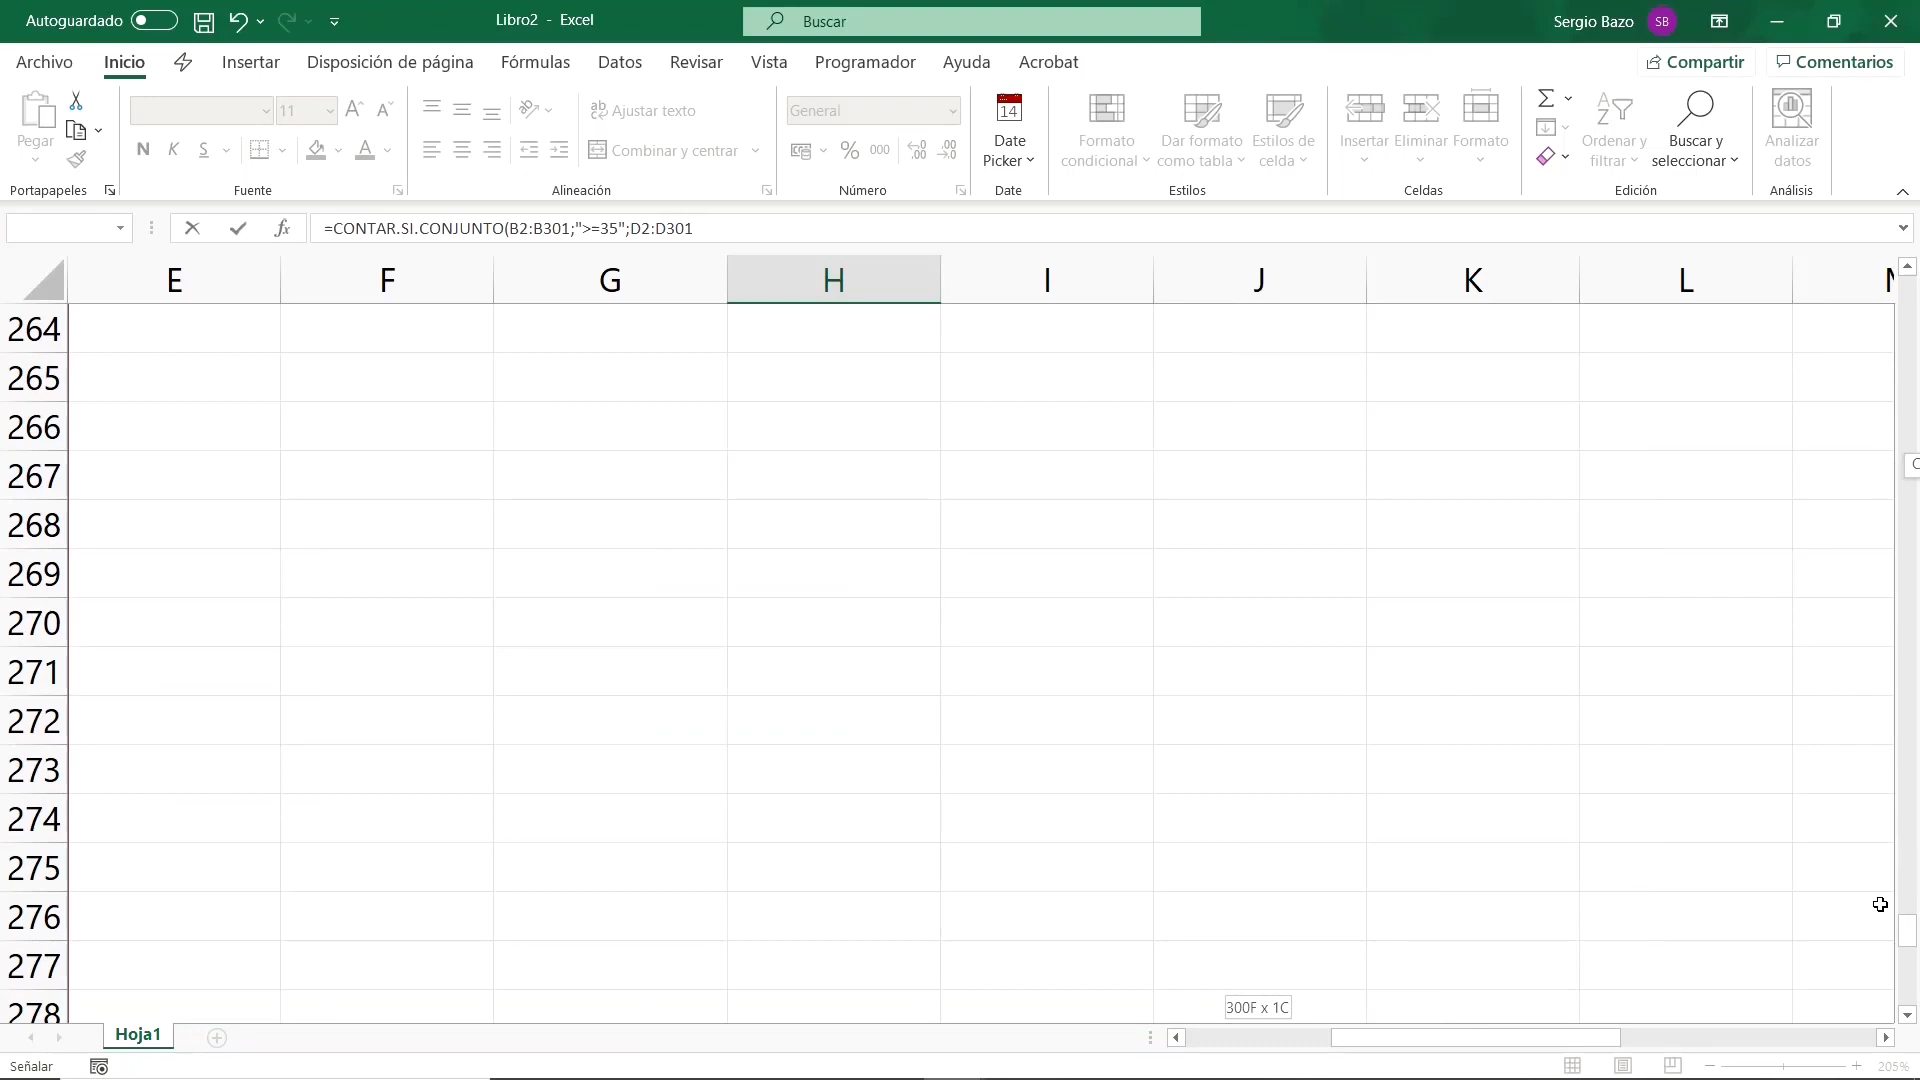 Autoguardado
Libro2 - Excel
Buscar
Sergio Bazo
SB
Archivo Inicio Insertar Disposición de página Fórmulas Datos Revisar Vista Programador Ayuda Acrobat
Compartir
Comentarios
Pegar
Portapapeles
11
N K S
Fuente
Ajustar texto
Combinar y centrar
Alineación
General
% 000
Número
14
Date
Picker
Date
Formato
condicional
Dar formato
como tabla
Estilos de
celda
Estilos
Insertar Eliminar Formato
Celdas
Ordenar y
filtrar
Buscar y
seleccionar
Edición
Analizar
datos
Análisis
fx
=CONTAR.SI.CONJUNTO(B2:B301;">=35";D2:D301
E F G H I J K L
264
265
266
267
268
269
270
271
272
273
274
275
276
277
278
300F x 1C
Hoja1
Señalar
205%